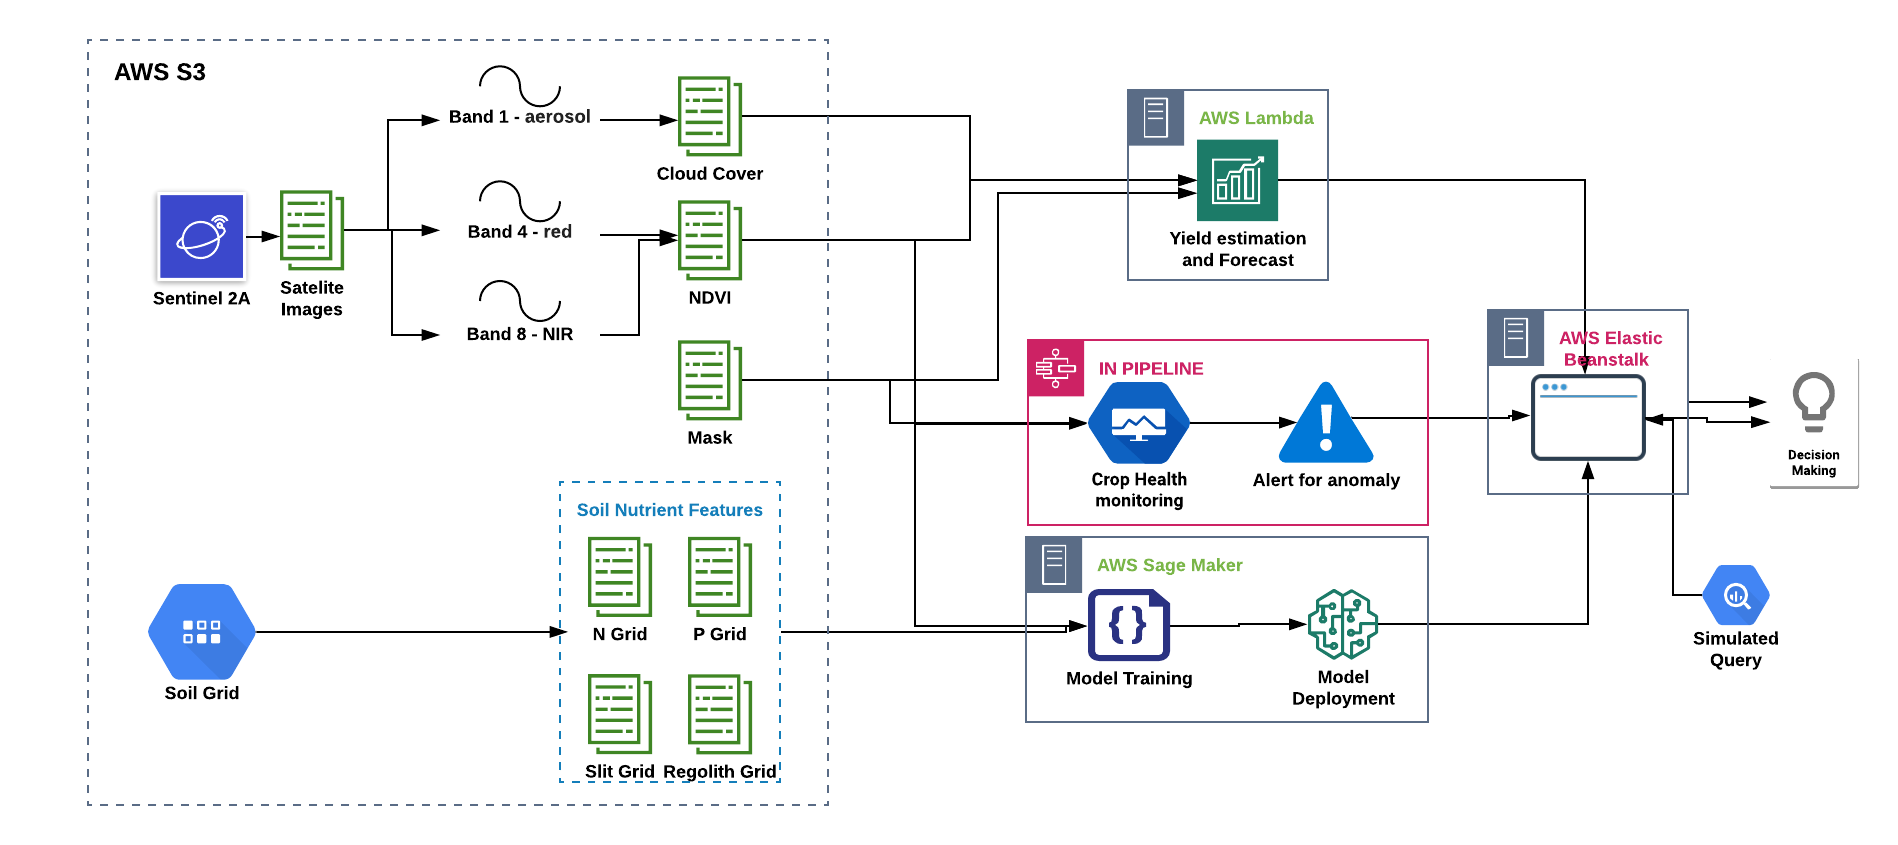 AWS S3
Band 1 - aerosol
Cloud Cover
Band 4 - red
Sentinel 2A
Satelite
Images
NDVI
Band 8 - NIR
Mask
Soil Nutrient Features
N Grid
P Grid
Soil Grid
Slit Grid
Regolith Grid
AWS Lambda
Yield estimation
and Forecast
IN PIPELINE
Crop Health
monitoring
Alert for anomaly
AWS Sage Maker
{ }
Model Training
Model
Deployment
AWS Elastic
Beanstalk
Decision
Making
Simulated
Query